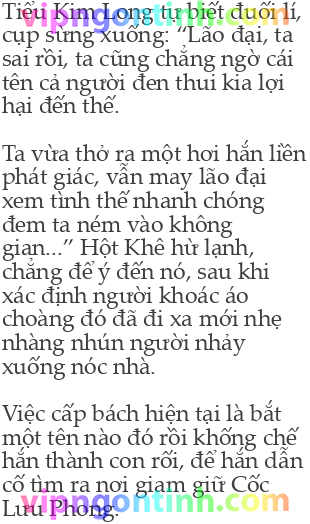 Tiểu Kim Long tự biết đuối lí,
cụp sừng xuống: “Lão đại, ta
sai rồi, ta cũng chẳng ngờ cái
tên cả người đen thui kia lợi
hại đến thế.
Ta vừa thở ra một hơi hắn liền
phát giác, vẫn may lão đại
xem tình thế nhanh chóng
đem ta ném vào không
gian...” Hột Khê hừ lạnh,
chẳng để ý đến nó, sau khi
xác định người khoác áo
choàng đó đã đi xa mới nhẹ
nhàng nhún người nhảy
xuống nóc nhà.
Việc cấp bách hiện tại là bắt
một tên nào đó rồi khống chế
hắn thành con rối, để hắn dẫn
cố tìm ra nơi giam giữ Cốc
Lưu Phong.
vipngontinh.com
vipngontinh.com